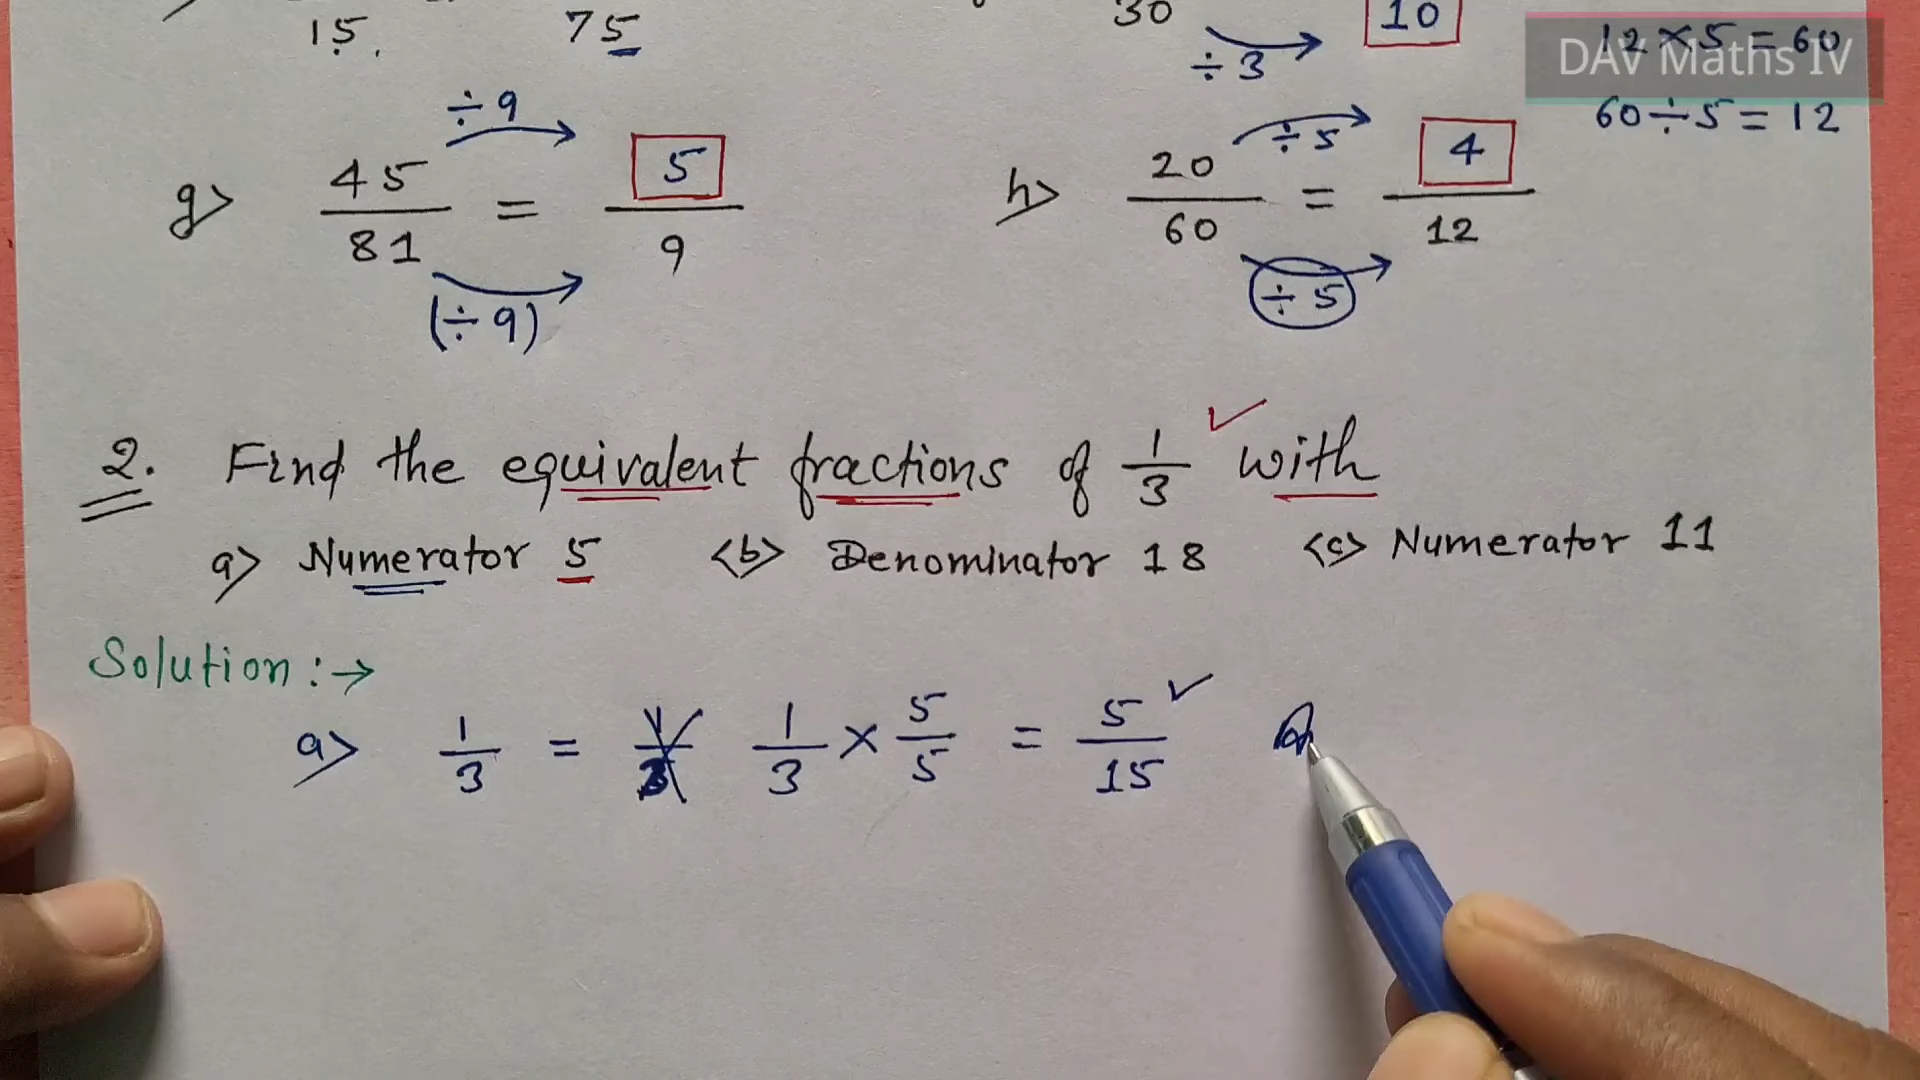 15. 75 30 ÷3 10 12×5=60
DAV Maths IV
60÷5=12
g> 45/81 = 5/9 ÷9 (÷9)
h> 20/60 = 4/12 ÷5 ÷5
2. Find the equivalent fractions of 1/3 ✓ with
a> Numerator 5 <b> Denominator 18 <c> Numerator 11
Solution :→
a> 1/3 = 1/3 × 5/5 = 5/15 ✓